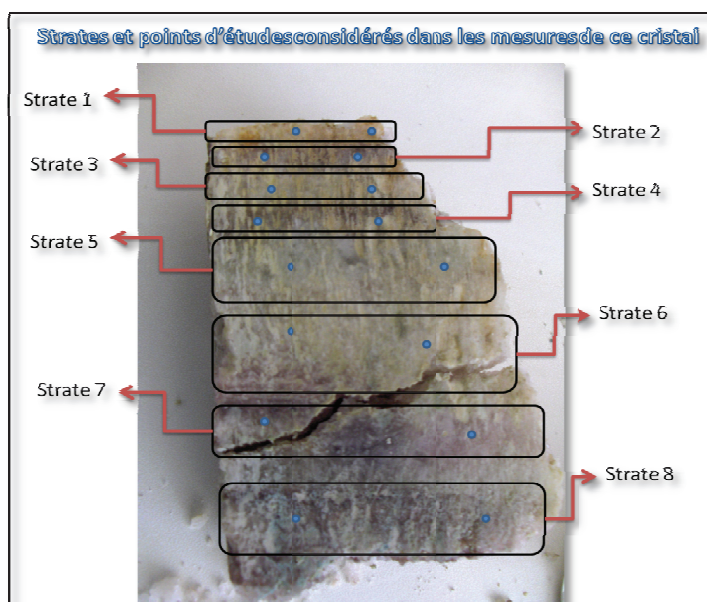 Strates et points d'étudesconsidérés dans les mesuresde ce cristal
Strate 1
Strate 2
Strate 3
Strate 4
Strate 5
Strate 6
Strate 7
Strate 8